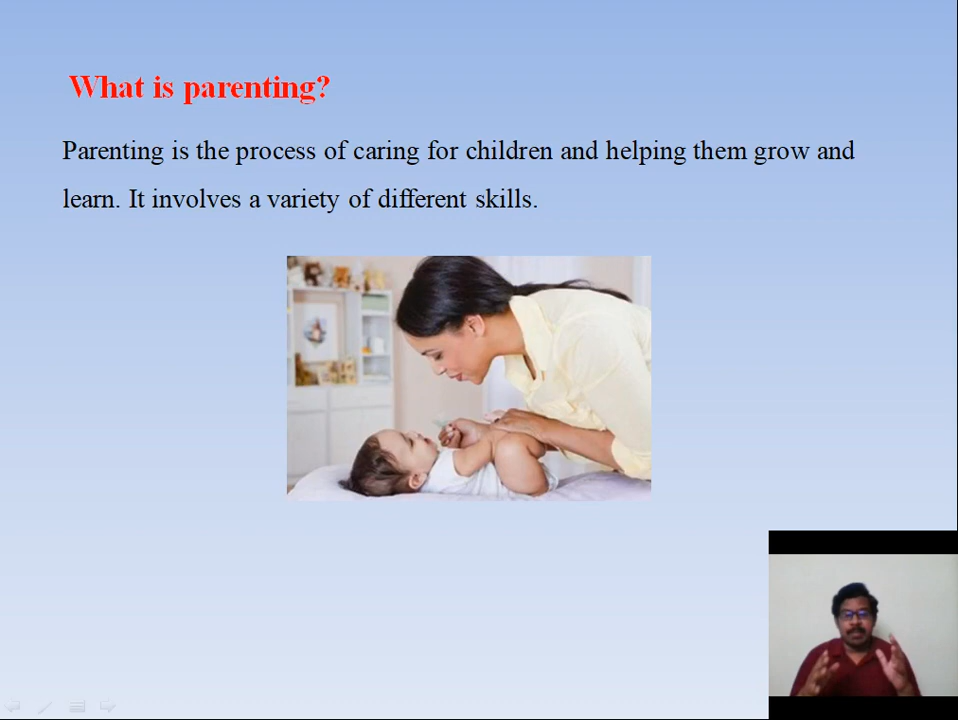 What is parenting?
Parenting is the process of caring for children and helping them grow and
learn. It involves a variety of different skills.